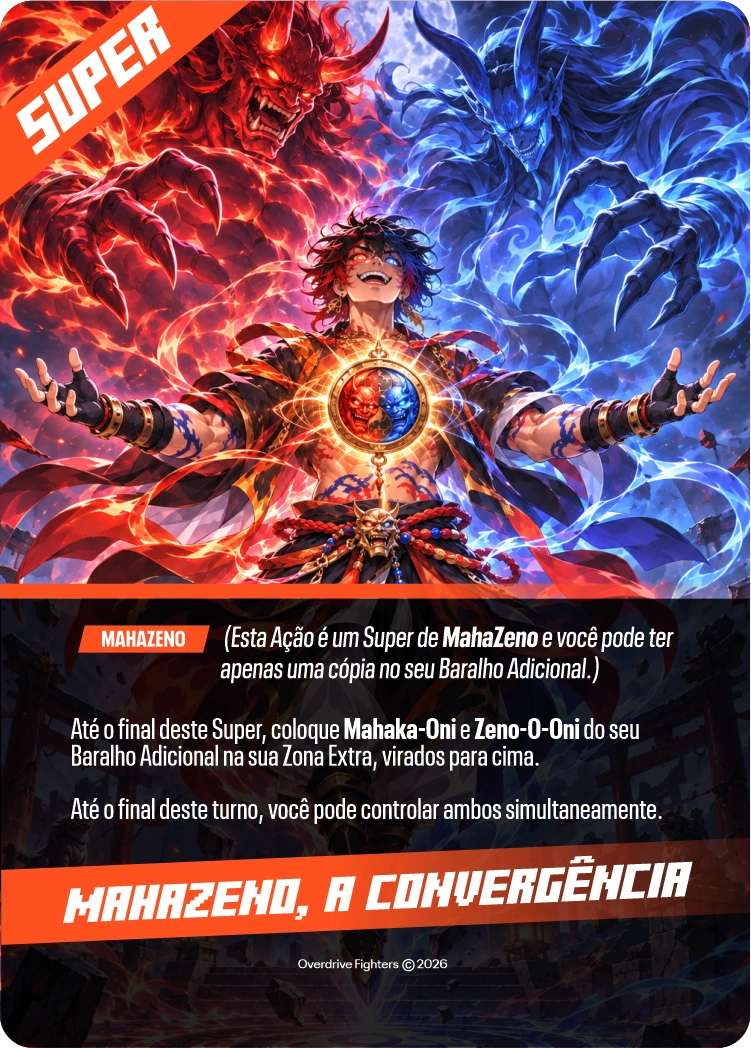 SUPER
MAHAZENO (Esta Ação é um Super de MahaZeno e você pode ter
apenas uma cópia no seu Baralho Adicional.)
Até o final deste Super, coloque Mahaka-Oni e Zeno-O-Oni do seu
Baralho Adicional na sua Zona Extra, virados para cima.
Até o final deste turno, você pode controlar ambos simultaneamente.
MAHAZENO, A CONVERGÊNCIA
Overdrive Fighters © 2026